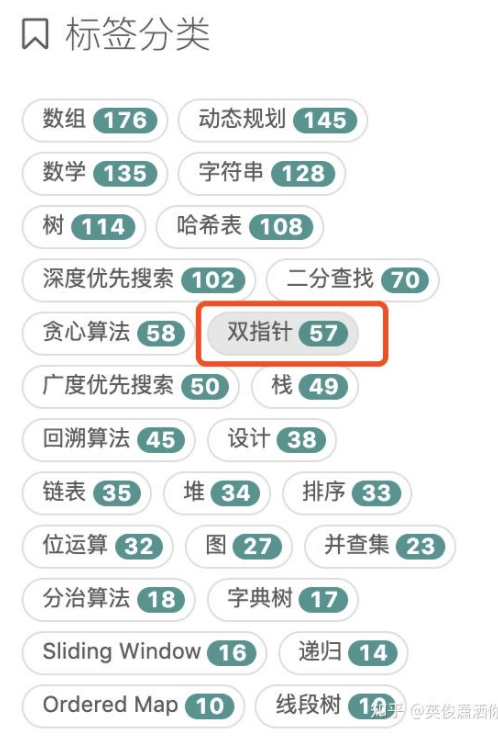 标签分类
数组 176 动态规划 145
数学 135 字符串 128
树 114 哈希表 108
深度优先搜索 102 二分查找 70
贪心算法 58 双指针 57
广度优先搜索 50 栈 49
回溯算法 45 设计 38
链表 35 堆 34 排序 33
位运算 32 图 27 并查集 23
分治算法 18 字典树 17
Sliding Window 16 递归 14
Ordered Map 10 线段树
知乎 @英俊潇洒你